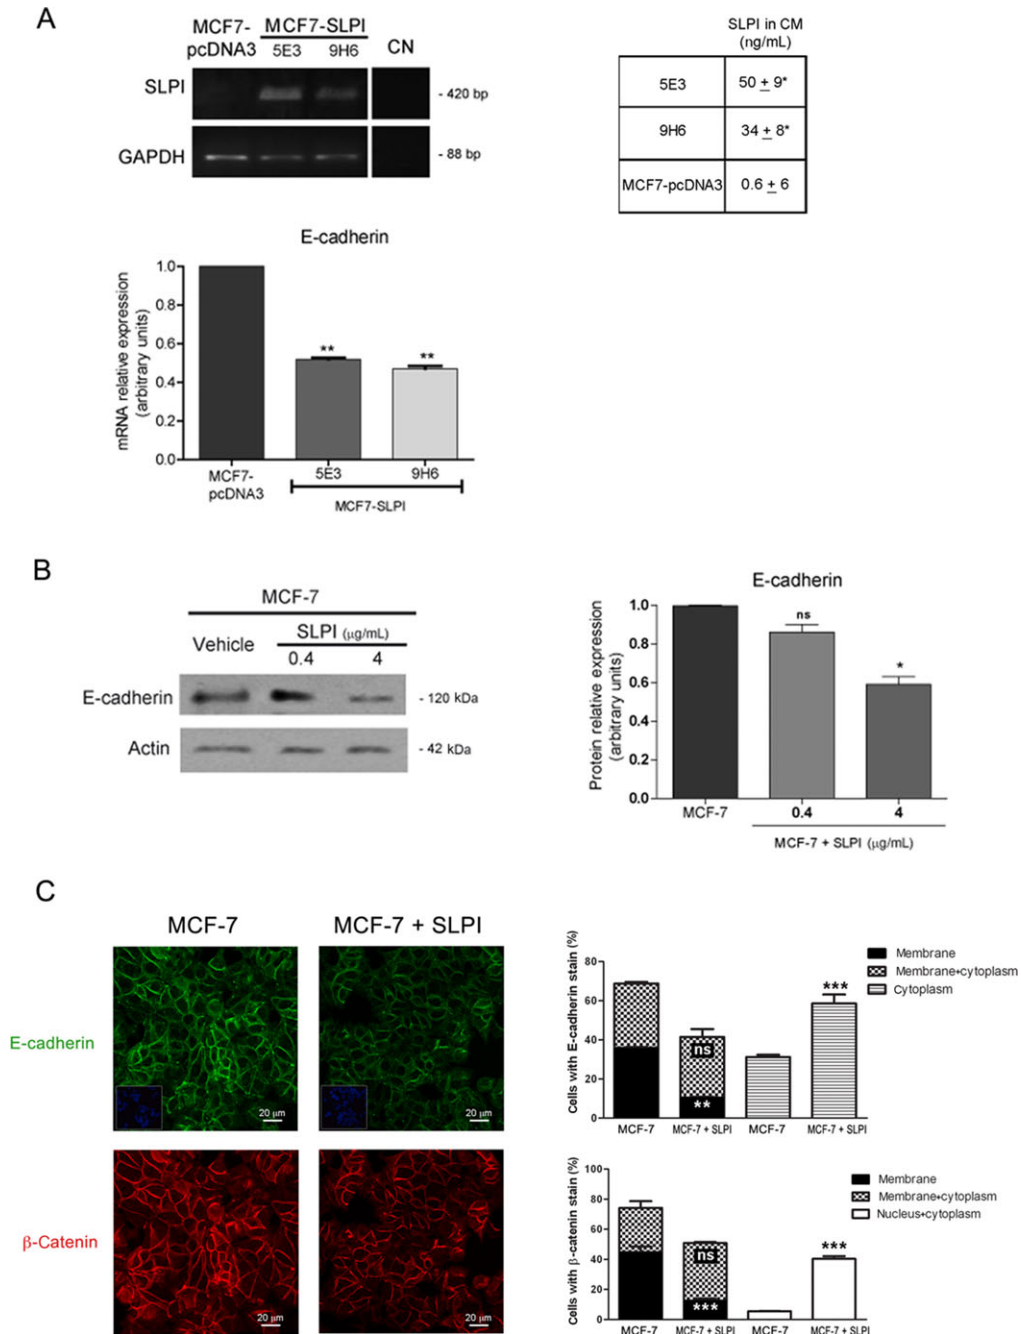 A
MCF7-
pcDNA3
MCF7-SLPI
5E3 9H6
CN
SLPI
- 420 bp
GAPDH
- 88 bp
SLPI in CM
(ng/mL)
5E3 50 ± 9*
9H6 34 ± 8*
MCF7-pcDNA3 0.6 ± 6
E-cadherin
mRNA relative expression
(arbitrary units)
1.0
0.8
0.6
0.4
0.2
0.0
** **
MCF7-
pcDNA3
5E3 9H6
MCF7-SLPI
B
MCF-7
Vehicle
SLPI (µg/mL)
0.4 4
E-cadherin
- 120 kDa
Actin
- 42 kDa
E-cadherin
Protein relative expression
(arbitrary units)
1.0
0.8
0.6
0.4
0.2
0.0
ns
*
MCF-7 0.4 4
MCF-7 + SLPI (µg/mL)
C
MCF-7 MCF-7 + SLPI
E-cadherin
20 µm 20 µm
β-Catenin
20 µm 20 µm
Cells with E-cadherin stain (%)
80
60
40
20
0
Membrane
Membrane+cytoplasm
Cytoplasm
ns
**
***
MCF-7 MCF-7 + SLPI MCF-7 MCF-7 + SLPI
Cells with β-catenin stain (%)
100
80
60
40
20
0
Membrane
Membrane+cytoplasm
Nucleus+cytoplasm
ns
***
***
MCF-7 MCF-7 + SLPI MCF-7 MCF-7 + SLPI